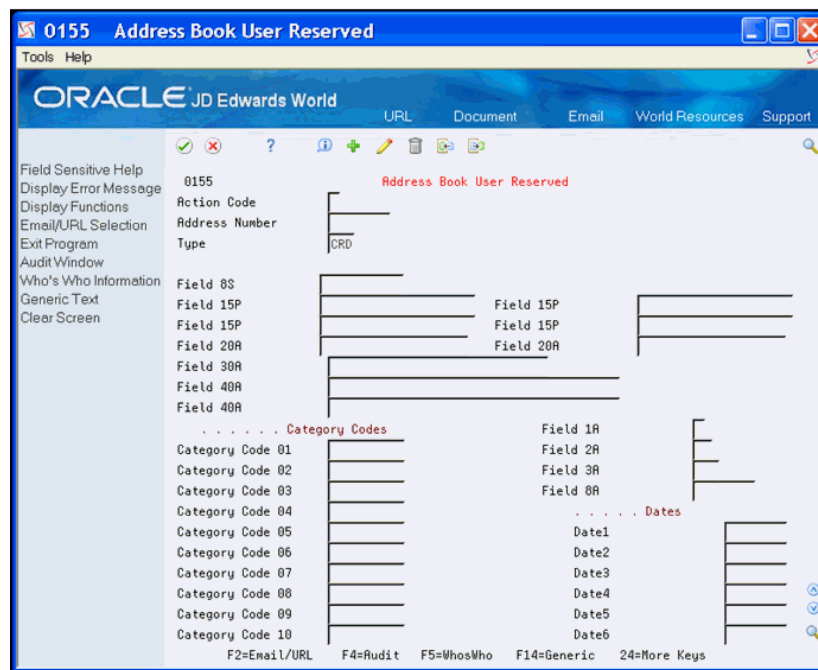 0155 Address Book User Reserved
Tools Help
ORACLE JD Edwards World
URL Document Email World Resources Support
Field Sensitive Help
Display Error Message
Display Functions
Email/URL Selection
Exit Program
Audit Window
Who's Who Information
Generic Text
Clear Screen
0155 Address Book User Reserved
Action Code
Address Number
Type CRD
Field 8S
Field 15P Field 15P
Field 15P Field 15P
Field 20A Field 20A
Field 30A
Field 40A
Field 40A
. . . . . . Category Codes Field 1A
Category Code 01 Field 2A
Category Code 02 Field 3A
Category Code 03 Field 8A
Category Code 04 . . . . . Dates
Category Code 05 Date1
Category Code 06 Date2
Category Code 07 Date3
Category Code 08 Date4
Category Code 09 Date5
Category Code 10 Date6
F2=Email/URL F4=Audit F5=WhosWho F14=Generic 24=More Keys